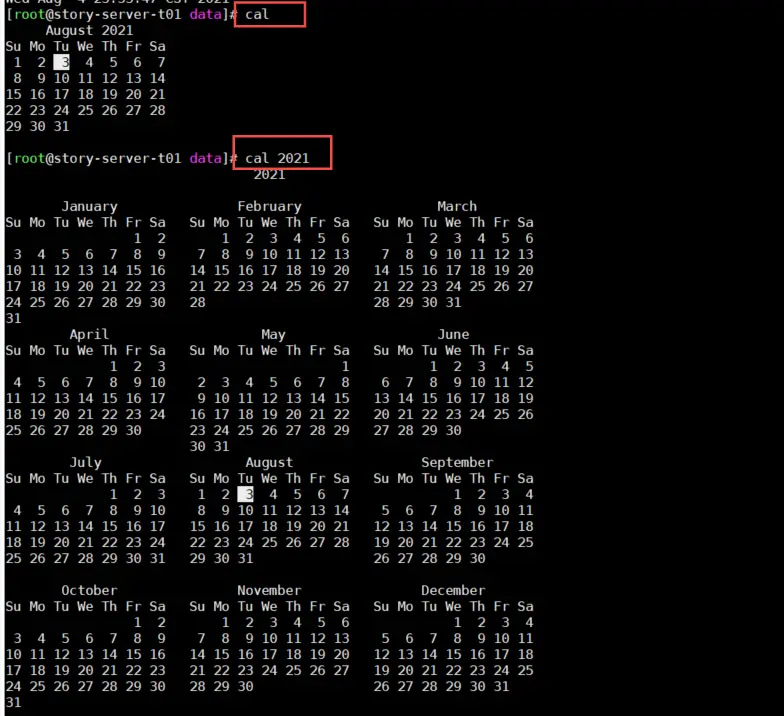 Wed Aug  4 23:53:47 CST 2021
[root@story-server-t01 data]# cal
     August 2021
Su Mo Tu We Th Fr Sa
 1  2  3  4  5  6  7
 8  9 10 11 12 13 14
15 16 17 18 19 20 21
22 23 24 25 26 27 28
29 30 31
[root@story-server-t01 data]# cal 2021
                               2021
       January               February                March
Su Mo Tu We Th Fr Sa   Su Mo Tu We Th Fr Sa   Su Mo Tu We Th Fr Sa
                1  2       1  2  3  4  5  6       1  2  3  4  5  6
 3  4  5  6  7  8  9    7  8  9 10 11 12 13    7  8  9 10 11 12 13
10 11 12 13 14 15 16   14 15 16 17 18 19 20   14 15 16 17 18 19 20
17 18 19 20 21 22 23   21 22 23 24 25 26 27   21 22 23 24 25 26 27
24 25 26 27 28 29 30   28                     28 29 30 31
31
        April                   May                   June
Su Mo Tu We Th Fr Sa   Su Mo Tu We Th Fr Sa   Su Mo Tu We Th Fr Sa
             1  2  3                      1          1  2  3  4  5
 4  5  6  7  8  9 10    2  3  4  5  6  7  8    6  7  8  9 10 11 12
11 12 13 14 15 16 17    9 10 11 12 13 14 15   13 14 15 16 17 18 19
18 19 20 21 22 23 24   16 17 18 19 20 21 22   20 21 22 23 24 25 26
25 26 27 28 29 30      23 24 25 26 27 28 29   27 28 29 30
                       30 31
        July                  August               September
Su Mo Tu We Th Fr Sa   Su Mo Tu We Th Fr Sa   Su Mo Tu We Th Fr Sa
             1  2  3    1  2  3  4  5  6  7             1  2  3  4
 4  5  6  7  8  9 10    8  9 10 11 12 13 14    5  6  7  8  9 10 11
11 12 13 14 15 16 17   15 16 17 18 19 20 21   12 13 14 15 16 17 18
18 19 20 21 22 23 24   22 23 24 25 26 27 28   19 20 21 22 23 24 25
25 26 27 28 29 30 31   29 30 31               26 27 28 29 30
       October               November              December
Su Mo Tu We Th Fr Sa   Su Mo Tu We Th Fr Sa   Su Mo Tu We Th Fr Sa
                1  2       1  2  3  4  5  6             1  2  3  4
 3  4  5  6  7  8  9    7  8  9 10 11 12 13    5  6  7  8  9 10 11
10 11 12 13 14 15 16   14 15 16 17 18 19 20   12 13 14 15 16 17 18
17 18 19 20 21 22 23   21 22 23 24 25 26 27   19 20 21 22 23 24 25
24 25 26 27 28 29 30   28 29 30               26 27 28 29 30 31
31